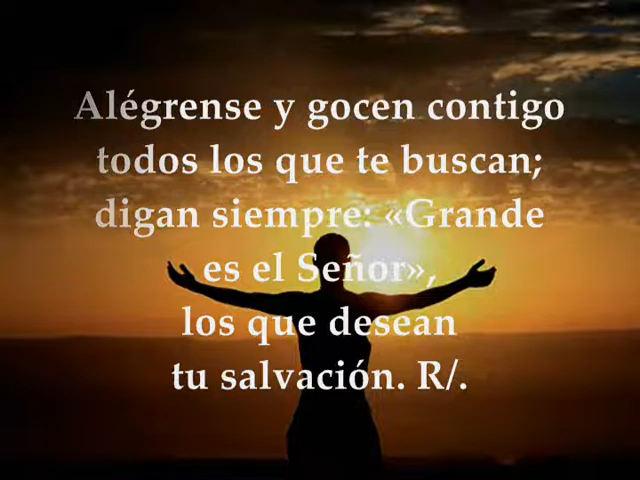 Alégrense y gocen contigo
todos los que te buscan;
digan siempre: «Grande
es el Señor»,
los que desean
tu salvación. R/.